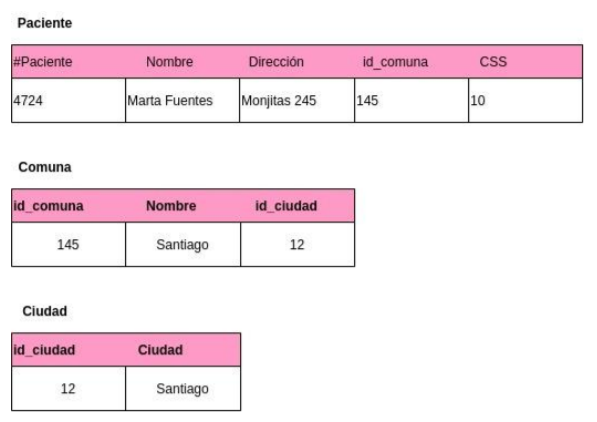 Paciente
#Paciente Nombre Dirección id_comuna CSS
4724 Marta Fuentes Monjitas 245 145 10
Comuna
id_comuna Nombre id_ciudad
145 Santiago 12
Ciudad
id_ciudad Ciudad
12 Santiago